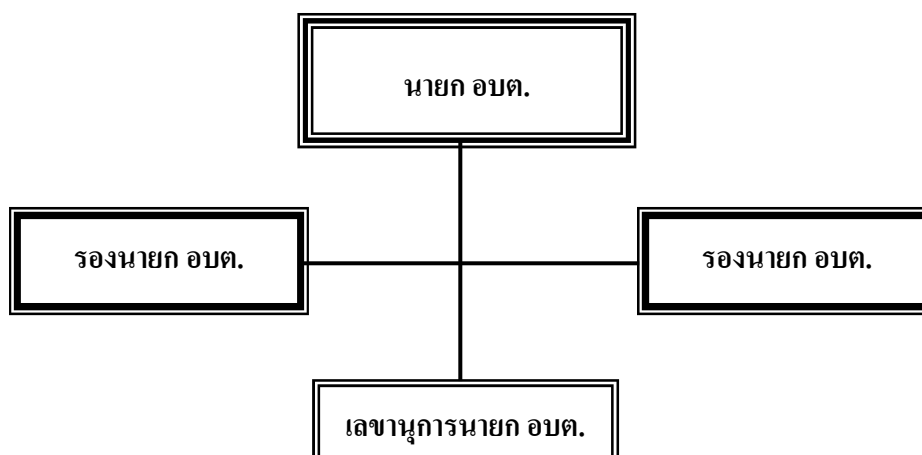 นายก อบต.
รองนายก อบต.
รองนายก อบต.
เลขานุการนายก อบต.